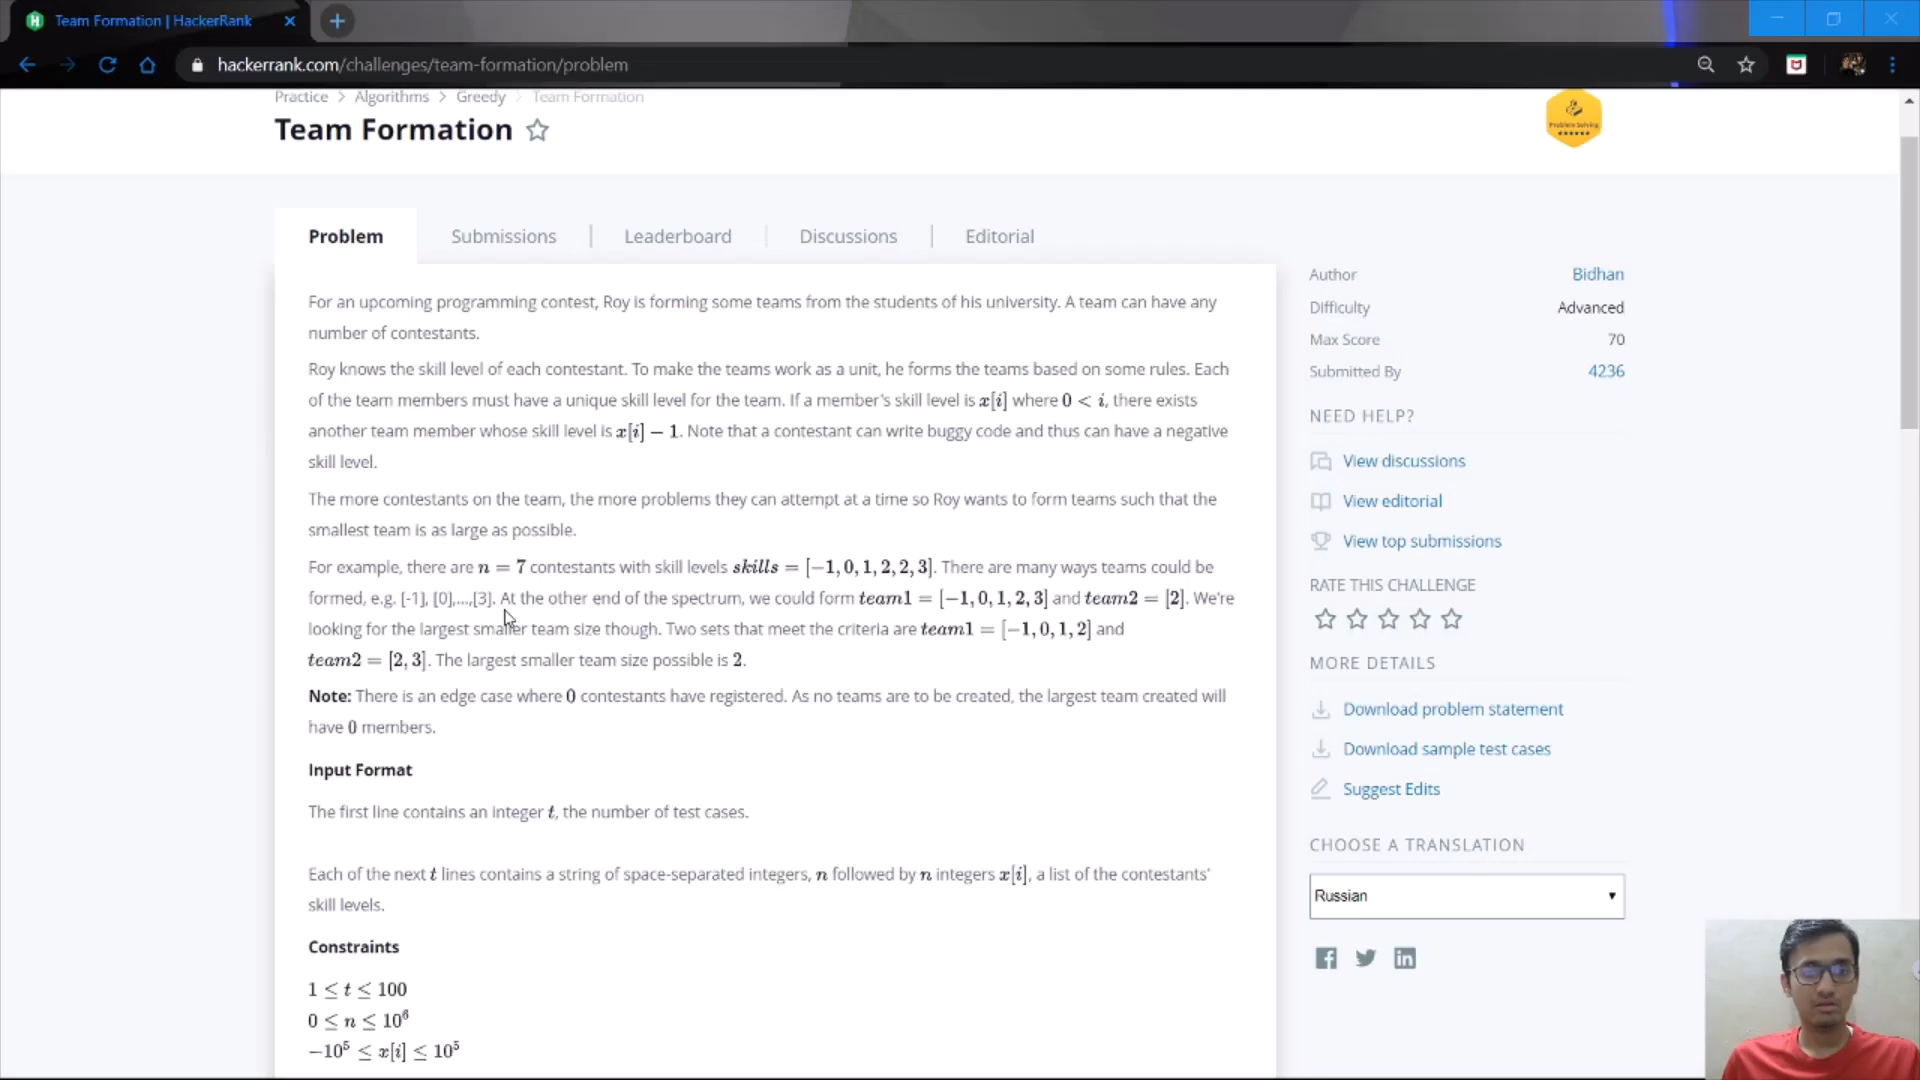 Team Formation | HackerRank
hackerrank.com/challenges/team-formation/problem
Practice > Algorithms > Greedy > Team Formation
Team Formation
Problem Solving
Problem
Submissions
Leaderboard
Discussions
Editorial
For an upcoming programming contest, Roy is forming some teams from the students of his university. A team can have any
number of contestants.
Roy knows the skill level of each contestant. To make the teams work as a unit, he forms the teams based on some rules. Each
of the team members must have a unique skill level for the team. If a member's skill level is x[i] where 0 < i, there exists
another team member whose skill level is x[i] − 1. Note that a contestant can write buggy code and thus can have a negative
skill level.
The more contestants on the team, the more problems they can attempt at a time so Roy wants to form teams such that the
smallest team is as large as possible.
For example, there are n = 7 contestants with skill levels skills = [−1, 0, 1, 2, 2, 3]. There are many ways teams could be
formed, e.g. [-1], [0],...,[3]. At the other end of the spectrum, we could form team1 = [−1, 0, 1, 2, 3] and team2 = [2]. We're
looking for the largest smaller team size though. Two sets that meet the criteria are team1 = [−1, 0, 1, 2] and
team2 = [2, 3]. The largest smaller team size possible is 2.
Note: There is an edge case where 0 contestants have registered. As no teams are to be created, the largest team created will
have 0 members.
Input Format
The first line contains an integer t, the number of test cases.
Each of the next t lines contains a string of space-separated integers, n followed by n integers x[i], a list of the contestants'
skill levels.
Constraints
1 ≤ t ≤ 100
0 ≤ n ≤ 10⁶
−10⁵ ≤ x[i] ≤ 10⁵
Author Bidhan
Difficulty Advanced
Max Score 70
Submitted By 4236
NEED HELP?
View discussions
View editorial
View top submissions
RATE THIS CHALLENGE
MORE DETAILS
Download problem statement
Download sample test cases
Suggest Edits
CHOOSE A TRANSLATION
Russian